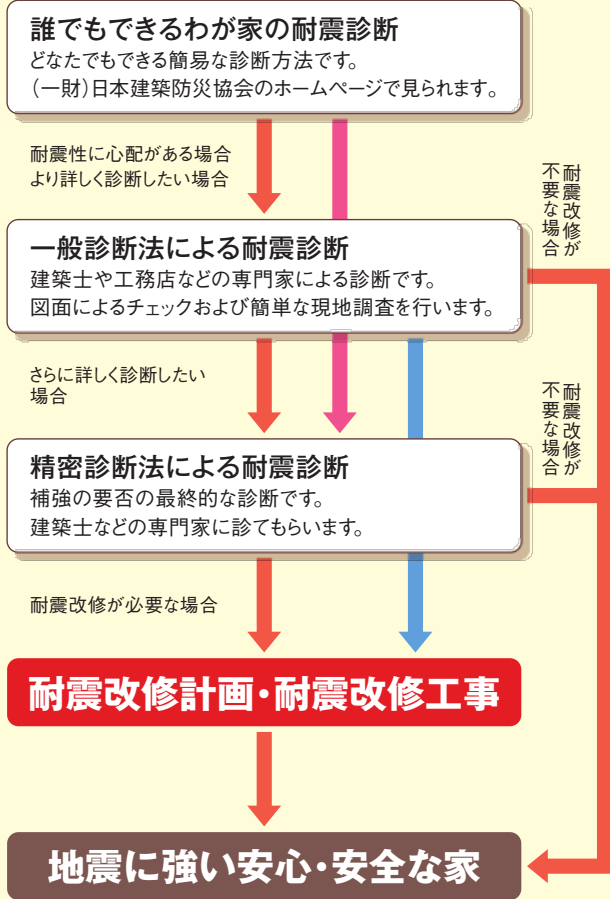 誰でもできるわが家の耐震診断
どなたでもできる簡易な診断方法です。
(一財)日本建築防災協会のホームページで見られます。
耐震性に心配がある場合
より詳しく診断したい場合
耐震改修が
不要な場合
一般診断法による耐震診断
建築士や工務店などの専門家による診断です。
図面によるチェックおよび簡単な現地調査を行います。
さらに詳しく診断したい
場合
耐震改修が
不要な場合
精密診断法による耐震診断
補強の要否の最終的な診断です。
建築士などの専門家に診てもらいます。
耐震改修が必要な場合
耐震改修計画・耐震改修工事
地震に強い安心・安全な家